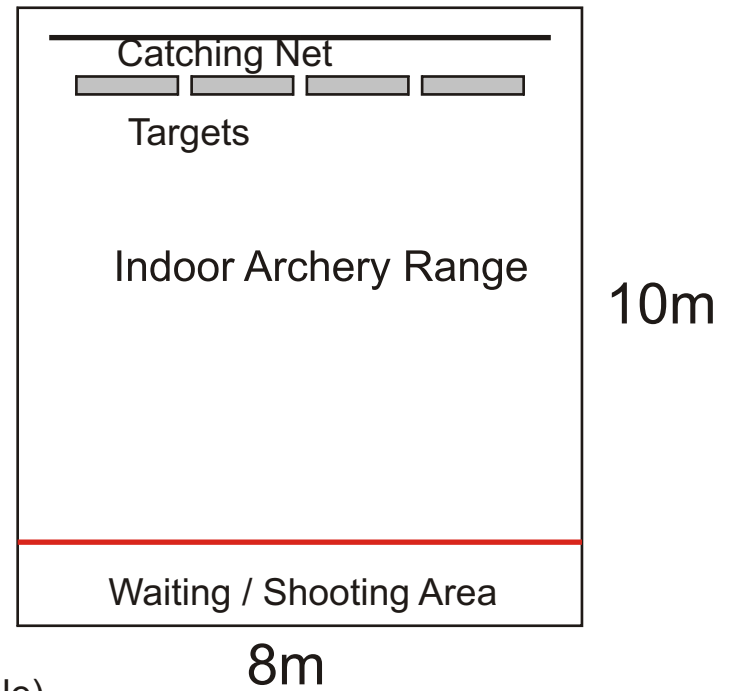 Catching Net
Targets
Indoor Archery Range
10m
Waiting / Shooting Area
8m